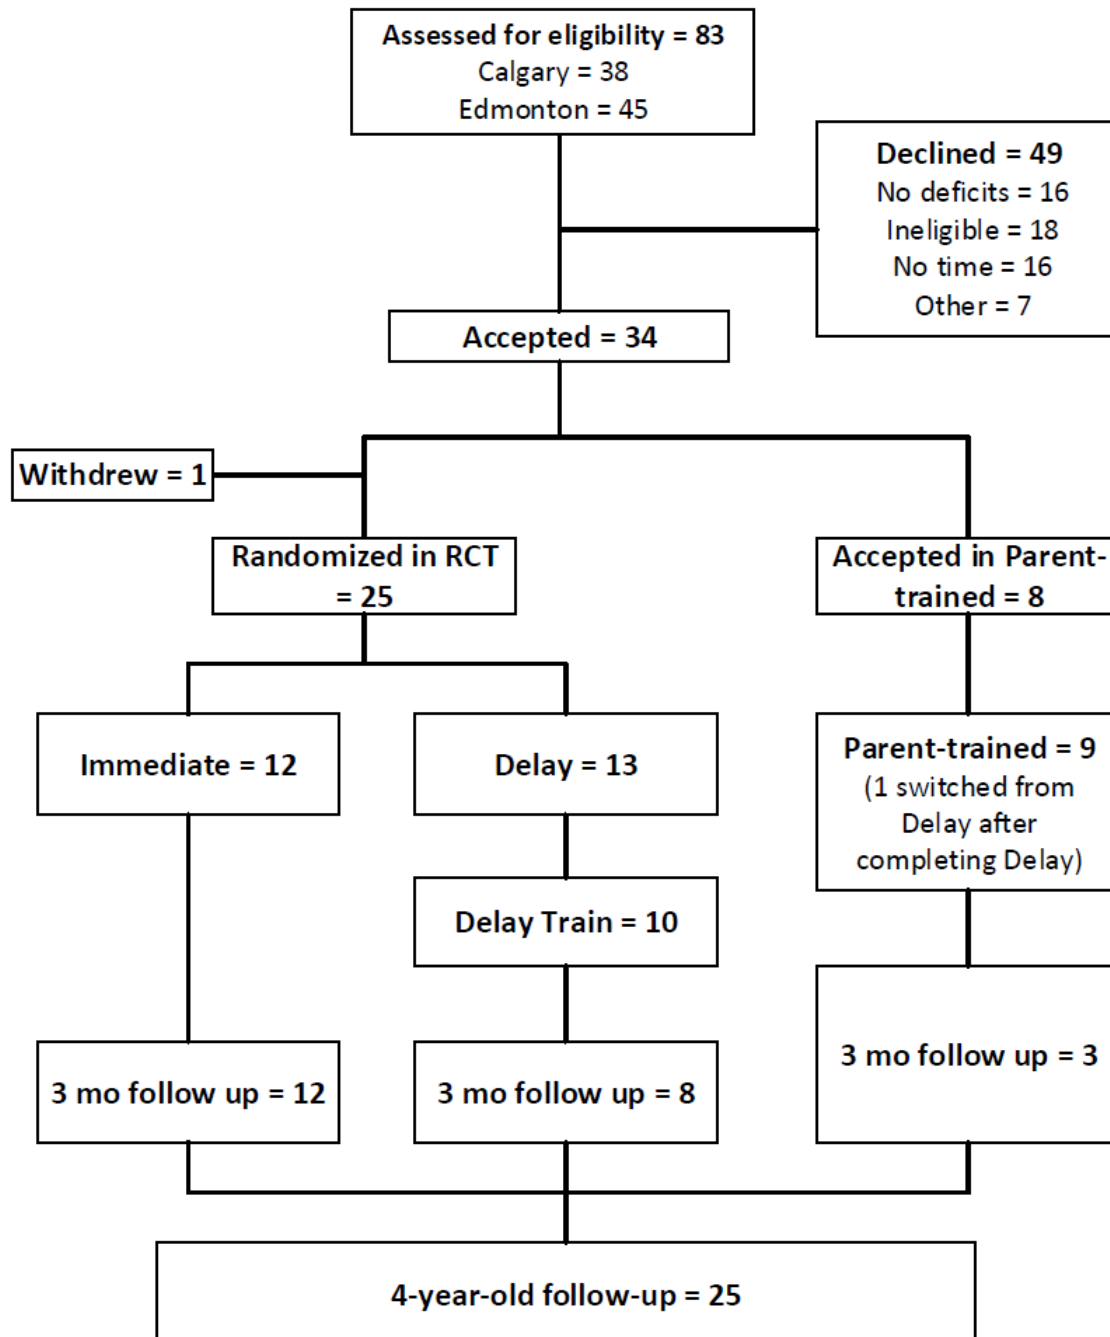 Assessed for eligibility = 83
Calgary = 38
Edmonton = 45
Declined = 49
No deficits = 16
Ineligible = 18
No time = 16
Other = 7
Accepted = 34
Withdrew = 1
Randomized in RCT
= 25
Accepted in Parent-
trained = 8
Immediate = 12
Delay = 13
Parent-trained = 9
(1 switched from
Delay after
completing Delay)
Delay Train = 10
3 mo follow up = 12
3 mo follow up = 8
3 mo follow up = 3
4-year-old follow-up = 25